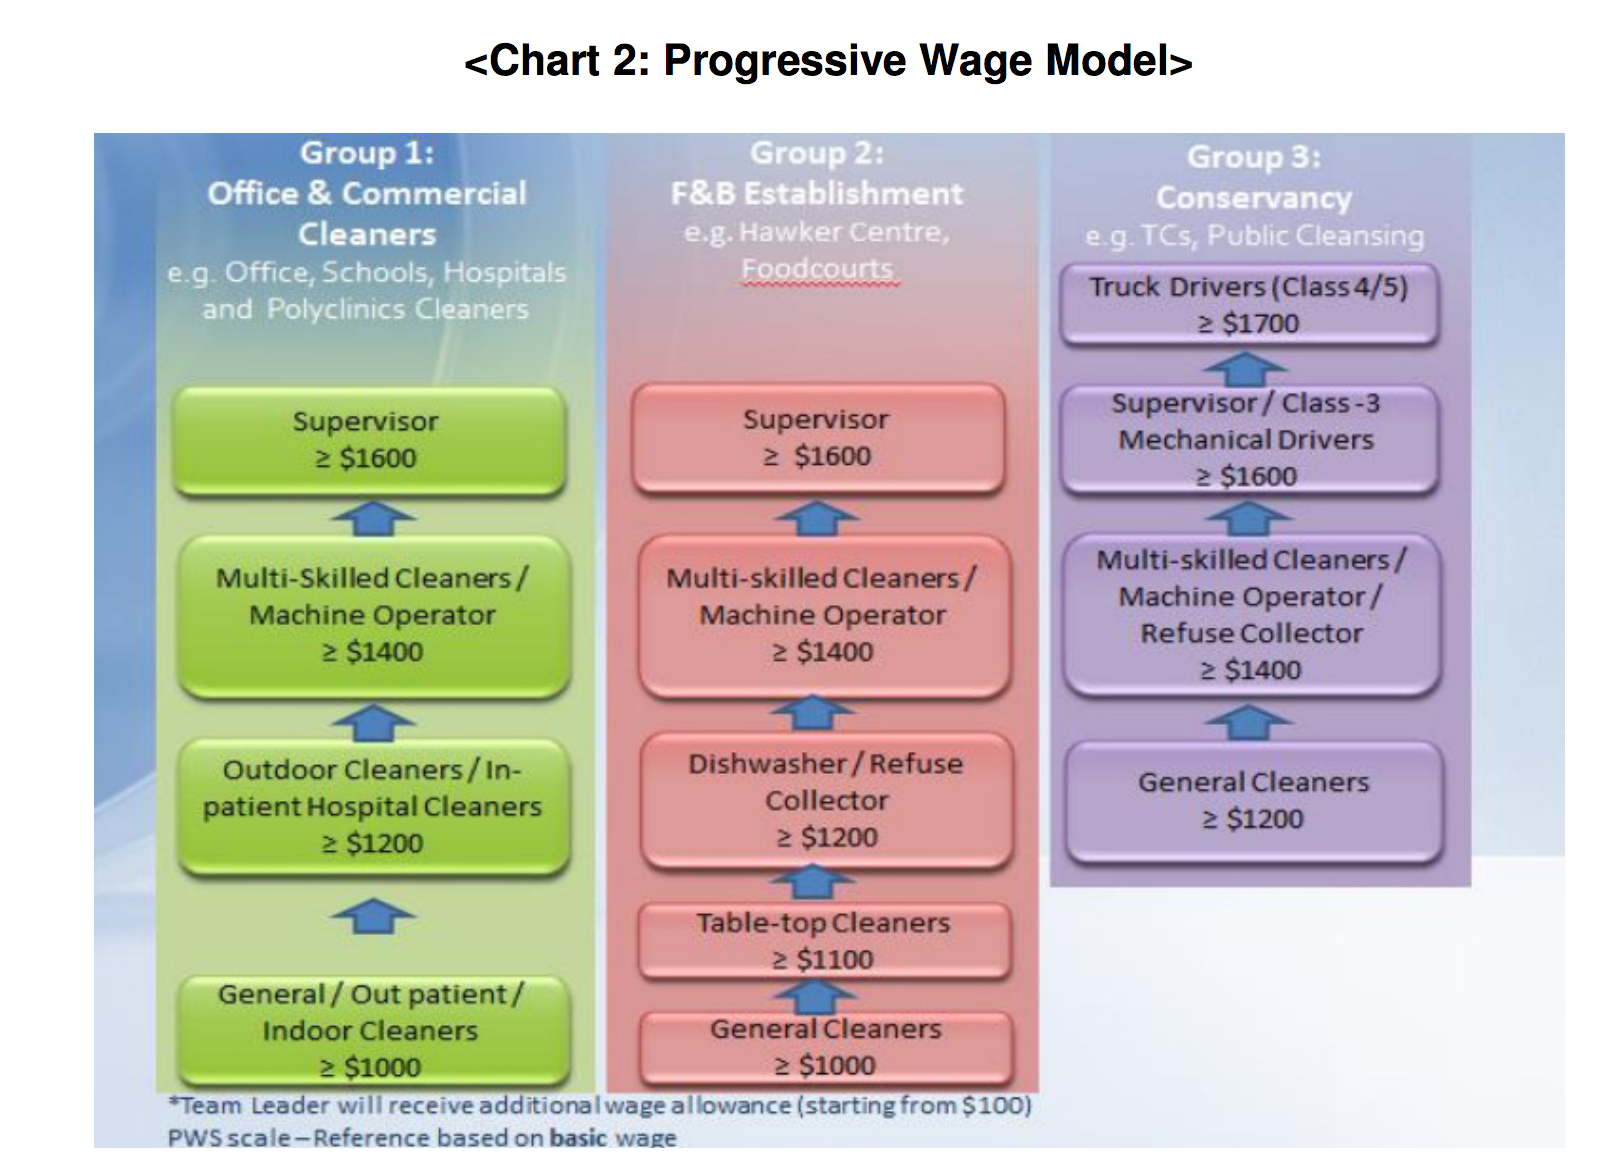 <Chart 2: Progressive Wage Model>
Group 1:
Office & Commercial
Cleaners
e.g. Office, Schools, Hospitals
and Polyclinics Cleaners
Supervisor
≥ $1600
Multi-Skilled Cleaners /
Machine Operator
≥ $1400
Outdoor Cleaners / In-
patient Hospital Cleaners
≥ $1200
General / Out patient /
Indoor Cleaners
≥ $1000
Group 2:
F&B Establishment
e.g. Hawker Centre,
Foodcourts
Supervisor
≥ $1600
Multi-skilled Cleaners /
Machine Operator
≥ $1400
Dishwasher / Refuse
Collector
≥ $1200
Table-top Cleaners
≥ $1100
General Cleaners
≥ $1000
Group 3:
Conservancy
e.g. TCs, Public Cleansing
Truck Drivers (Class 4/5)
≥ $1700
Supervisor / Class -3
Mechanical Drivers
≥ $1600
Multi-skilled Cleaners /
Machine Operator /
Refuse Collector
≥ $1400
General Cleaners
≥ $1200
*Team Leader will receive additional wage allowance (starting from $100)
PWS scale – Reference based on basic wage